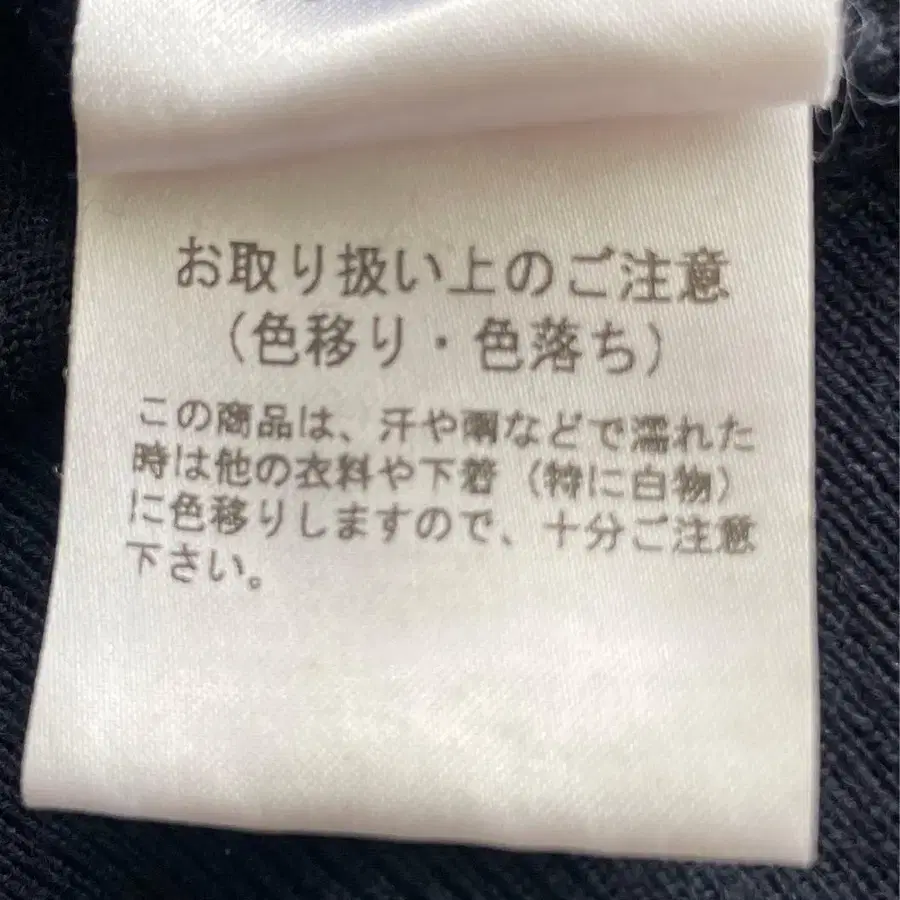 お取り扱い上のご注意
（色移り・色落ち）
この商品は、汗や雨などで濡れた
時は他の衣料や下着（特に白物）
に色移りしますので、十分ご注意
下さい。